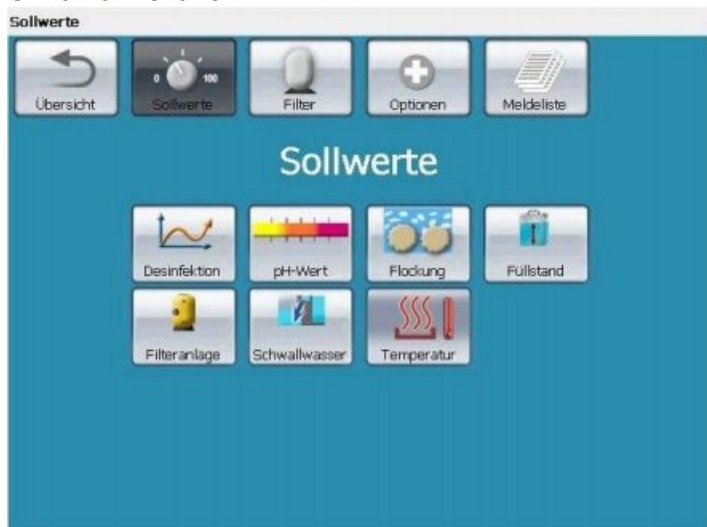 Sollwerte
Übersicht
0 100
Sollwerte
Filter
Optionen
Meldeliste
Sollwerte
Desinfektion
pH-Wert
Flockung
Füllstand
Filteranlage
Schwallwasser
Temperatur